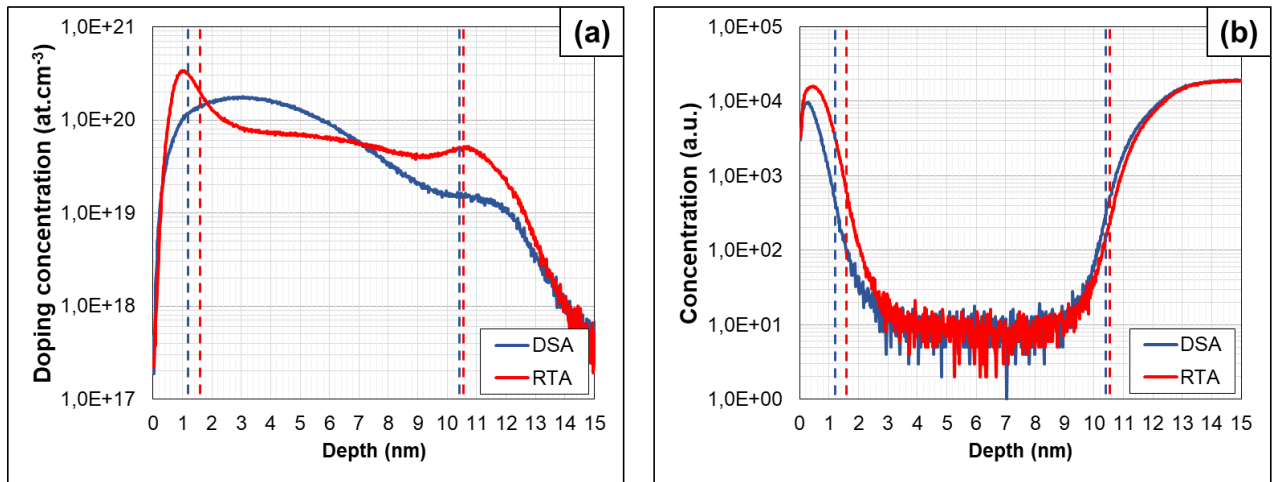 (a)
Doping concentration (at.cm-3)
1,0E+21
1,0E+20
1,0E+19
1,0E+18
1,0E+17
0 1 2 3 4 5 6 7 8 9 10 11 12 13 14 15
Depth (nm)
DSA
RTA
(b)
Concentration (a.u.)
1,0E+05
1,0E+04
1,0E+03
1,0E+02
1,0E+01
1,0E+00
0 1 2 3 4 5 6 7 8 9 10 11 12 13 14 15
Depth (nm)
DSA
RTA